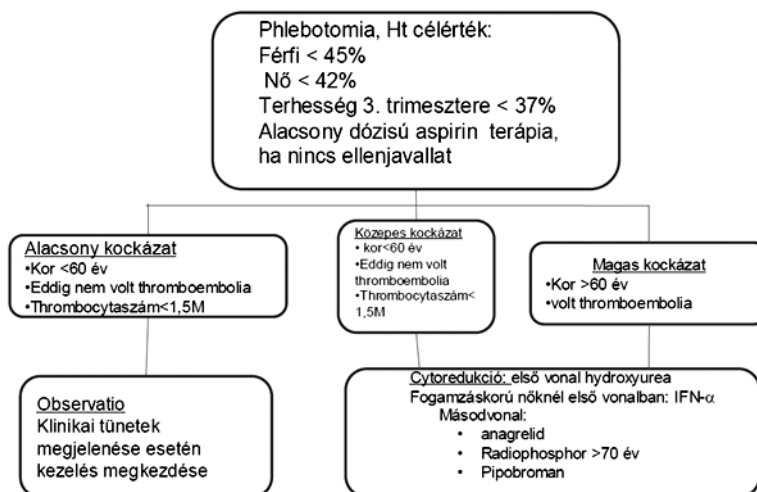 Phlebotomia, Ht célérték:
Férfi < 45%
Nő < 42%
Terhesség 3. trimesztere < 37%
Alacsony dózisú aspirin terápia,
ha nincs ellenjavallat
Alacsony kockázat
•Kor <60 év
•Eddig nem volt thromboembolia
•Thrombocytaszám<1,5M
Közepes kockázat
• kor<60 év
•Eddig nem volt
thromboembolia
•Thrombocytaszám<
1,5M
Magas kockázat
•Kor >60 év
•volt thromboembolia
Observatio
Klinikai tünetek
megjelenése esetén
kezelés megkezdése
Cytoredukció: első vonal hydroxyurea
Fogamzáskorú nőknél első vonalban: IFN-α
Másodvonal:
• anagrelid
• Radiophosphor >70 év
• Pipobroman